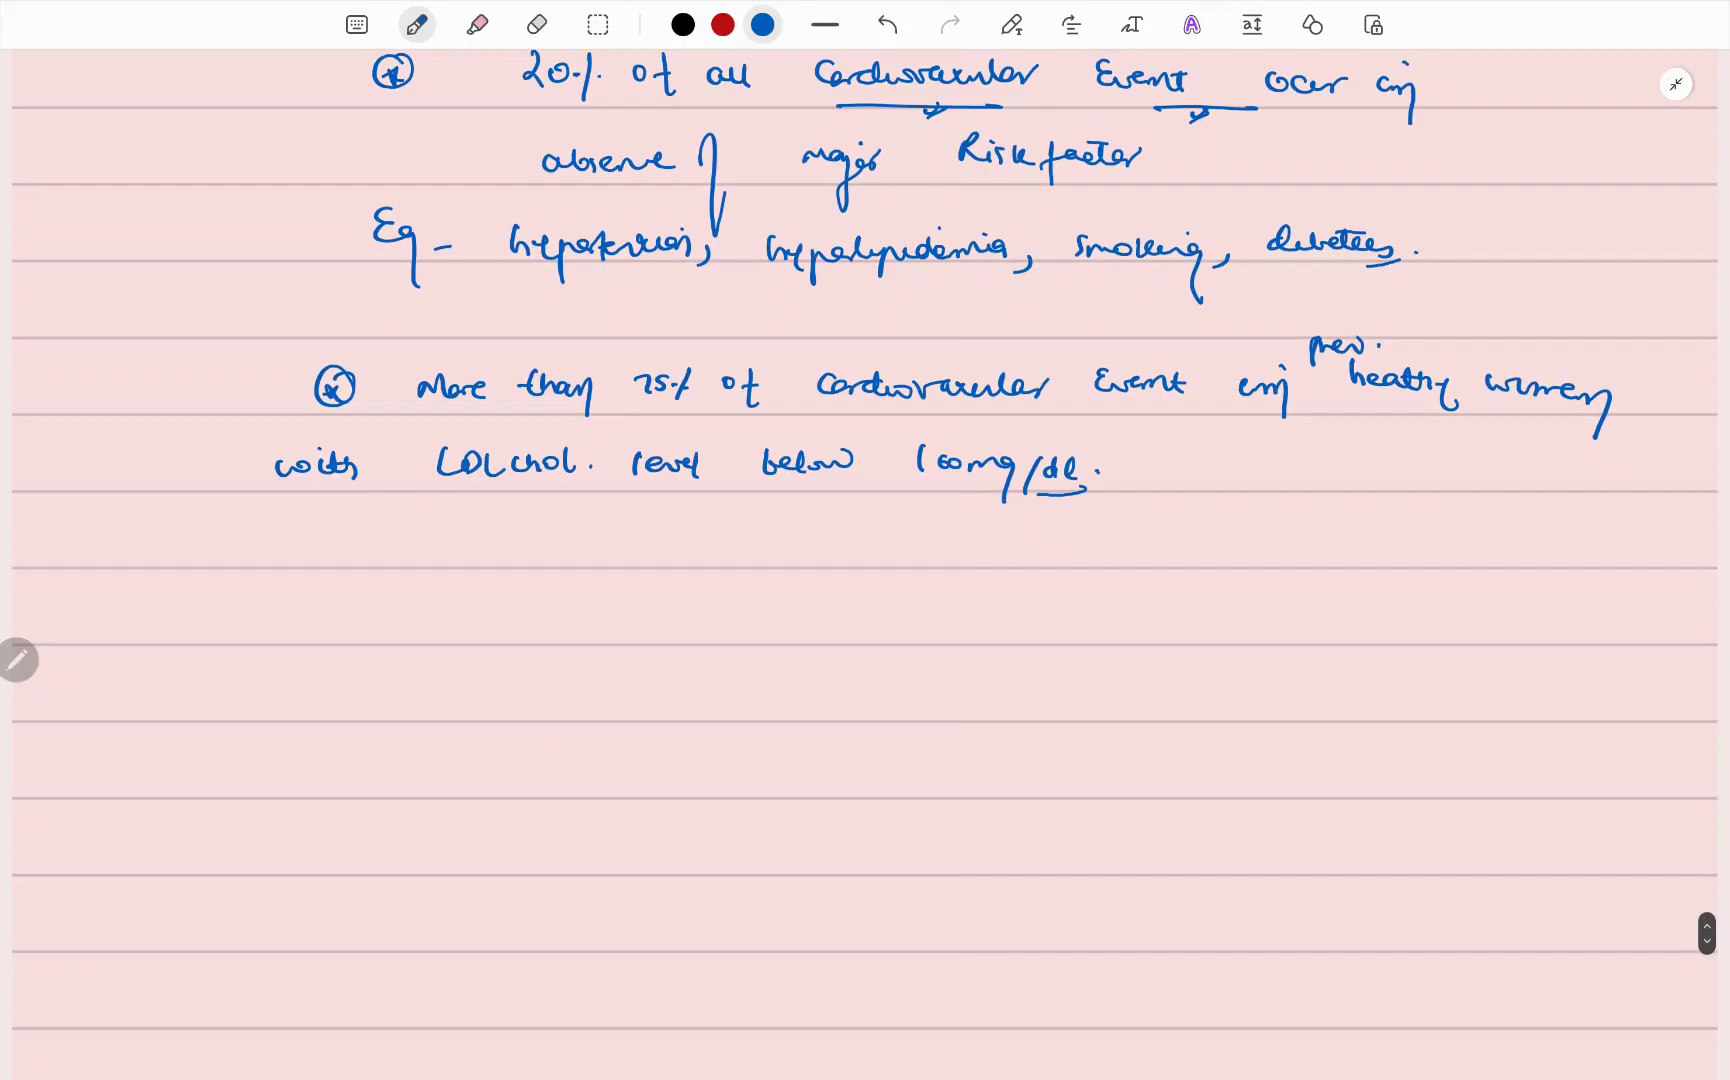 20% of all Cardiovascular Event occur in
absence of major Risk factor
Eg - hypertension, hyperlipidemia, smoking, diabetes.
prev.
More than 75% of Cardiovascular Event in healthy women
with LDL chol. level below 160mg/dl.